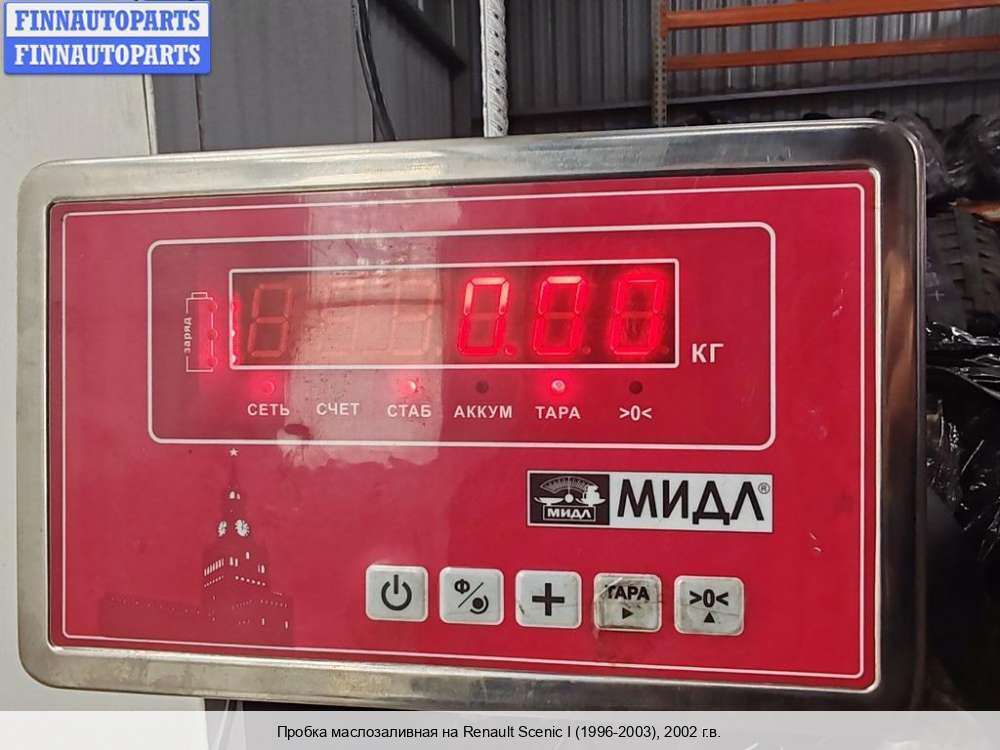 FINNAUTOPARTS
FINNAUTOPARTS
заряд
0.00
КГ
СЕТЬ СЧЕТ СТАБ АККУМ ТАРА >0<
МИДЛ МИДЛ®
Ф ТАРА >0<
Пробка маслозаливная на Renault Scenic I (1996-2003), 2002 г.в.